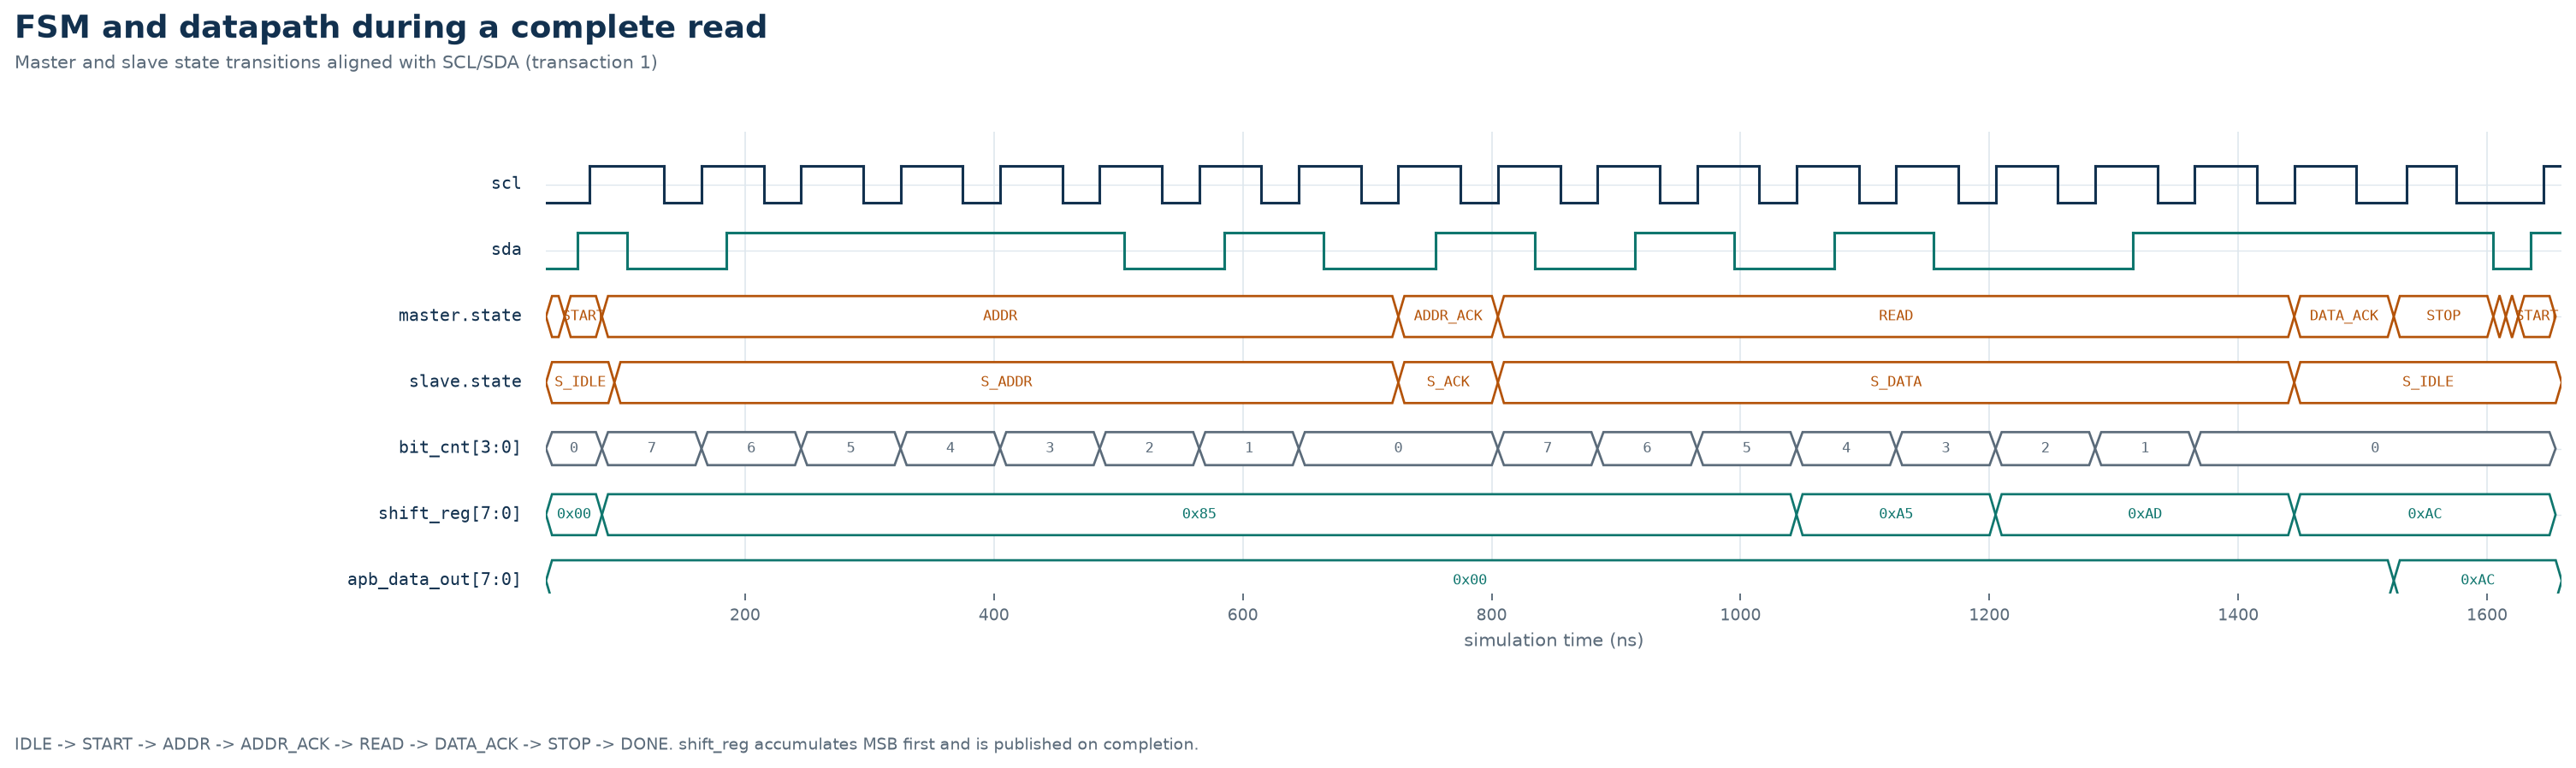 FSM and datapath during a complete read
Master and slave state transitions aligned with SCL/SDA (transaction 1)
scl
sda
master.state START ADDR ADDR_ACK READ DATA_ACK STOP START
slave.state S_IDLE S_ADDR S_ACK S_DATA S_IDLE
bit_cnt[3:0] 0 7 6 5 4 3 2 1 0 7 6 5 4 3 2 1 0
shift_reg[7:0] 0x00 0x85 0xA5 0xAD 0xAC
apb_data_out[7:0] 0x00 0xAC
200 400 600 800 1000 1200 1400 1600
simulation time (ns)
IDLE -> START -> ADDR -> ADDR_ACK -> READ -> DATA_ACK -> STOP -> DONE. shift_reg accumulates MSB first and is published on completion.